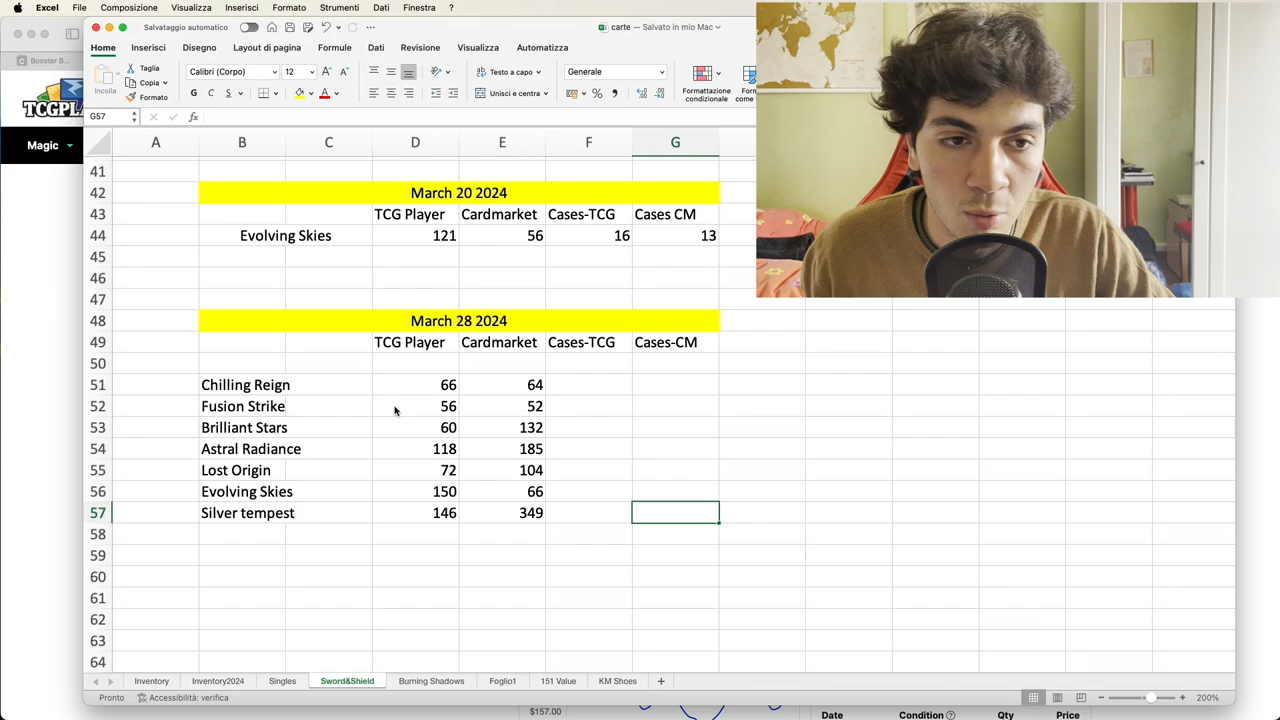 Excel File Composizione Visualizza Inserisci Formato Strumenti Dati Finestra ?
Salvataggio automatico carte — Salvato in mio Mac
Booster B...
Home Inserisci Disegno Layout di pagina Formule Dati Revisione Visualizza Automatizza
Incolla Taglia Copia Formato
Calibri (Corpo) 12 A A
G C S A
Testo a capo
Unisci e centra
Generale
% 
Formattazione condizionale
come
TCGPL
Magic
G57 fx
A B C D E F G
41
42 March 20 2024
43 TCG Player Cardmarket Cases-TCG Cases CM
44 Evolving Skies 121 56 16 13
45
46
47
48 March 28 2024
49 TCG Player Cardmarket Cases-TCG Cases-CM
50
51 Chilling Reign 66 64
52 Fusion Strike 56 52
53 Brilliant Stars 60 132
54 Astral Radiance 118 185
55 Lost Origin 72 104
56 Evolving Skies 150 66
57 Silver tempest 146 349
58
59
60
61
62
63
64
Inventory Inventory2024 Singles Sword&Shield Burning Shadows Foglio1 151 Value KM Shoes +
Pronto Accessibilità: verifica 200%
$157.00 Date Condition Qty Price